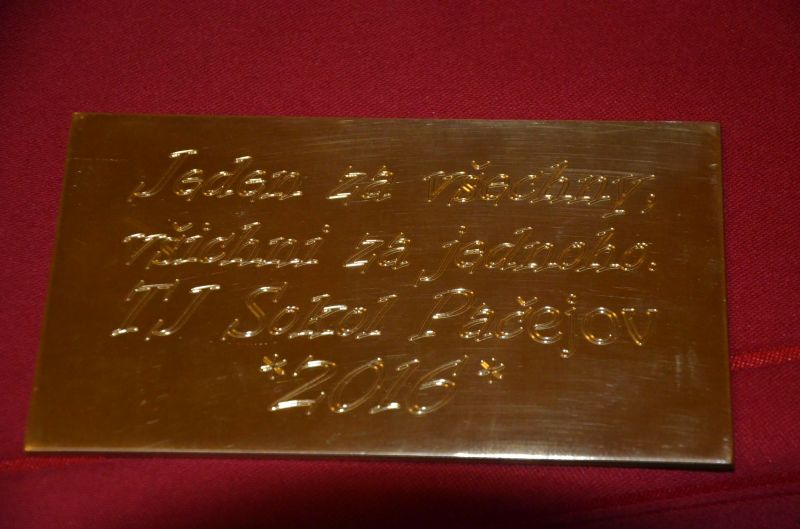 Jeden za všechny,
všichni za jednoho.
TJ Sokol Pačejov
*2016*